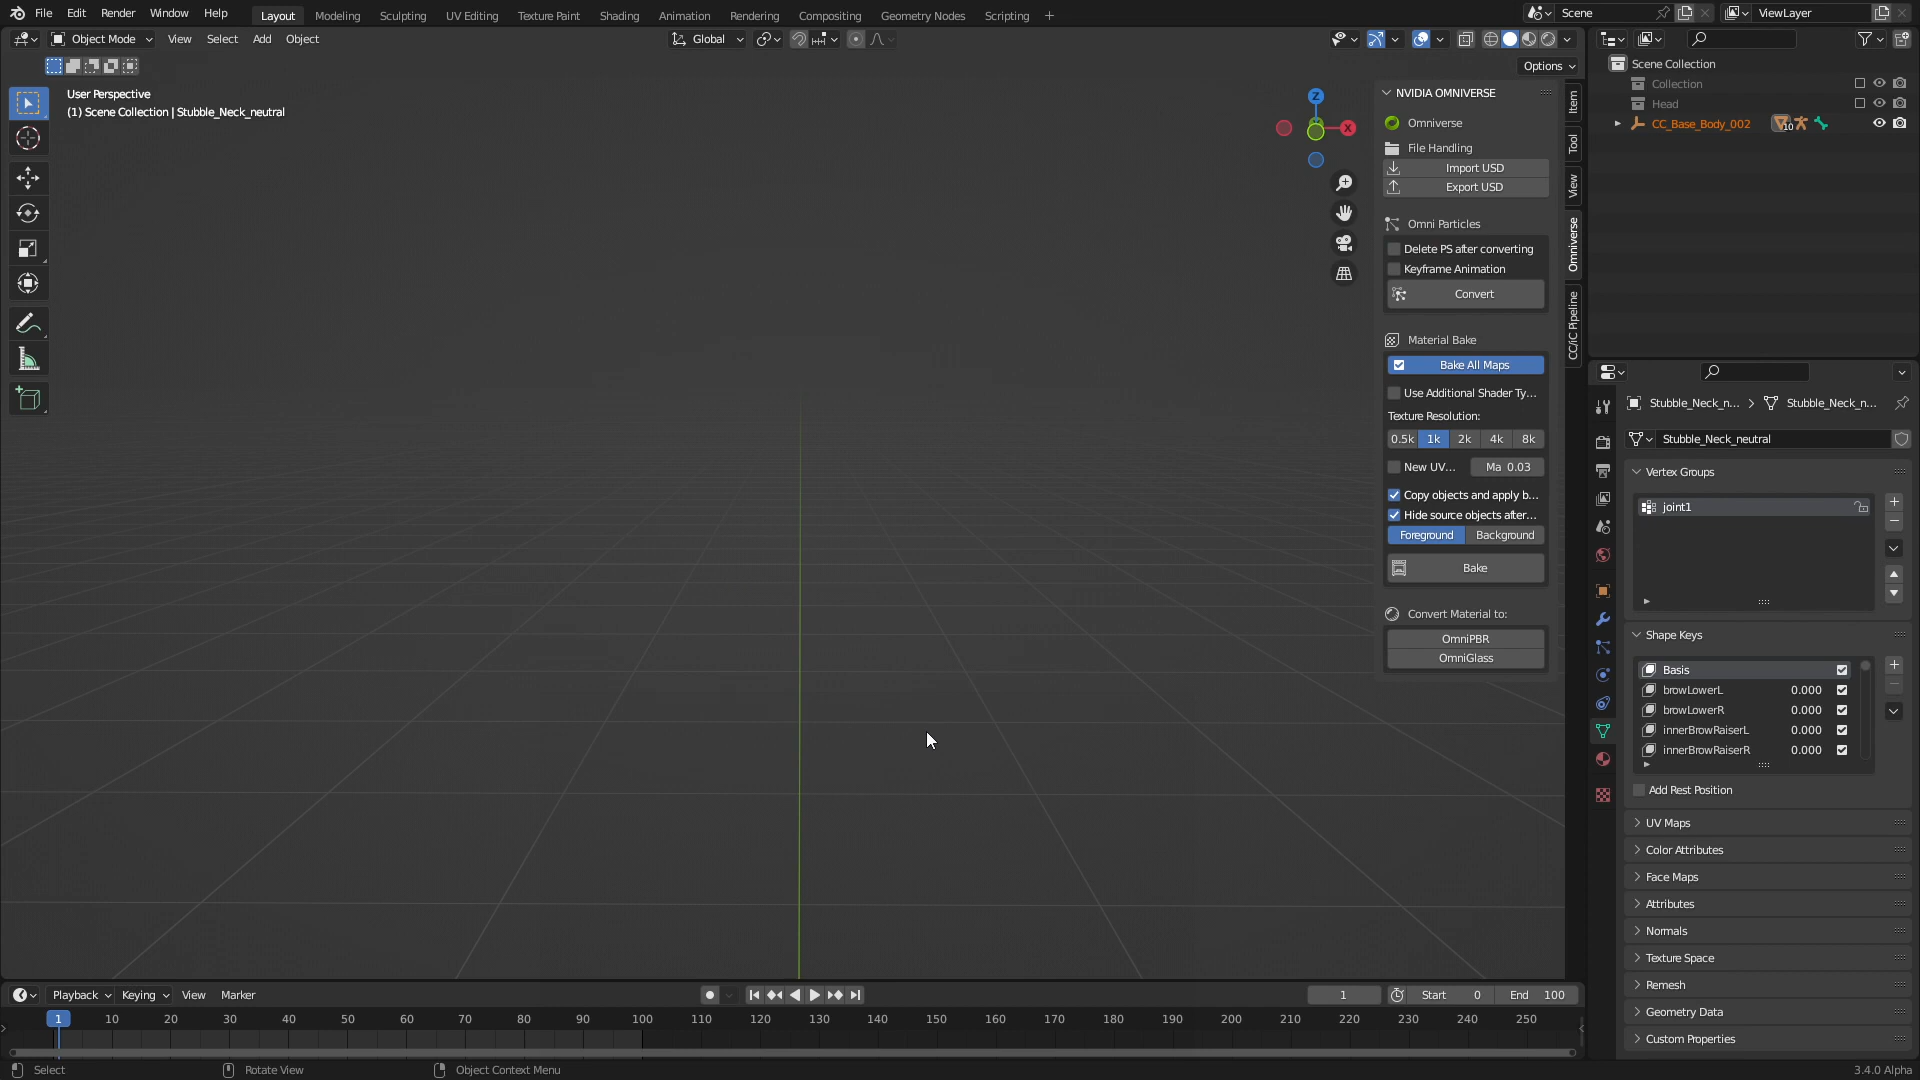 File Edit Render Window Help Layout Modeling Sculpting UV Editing Texture Paint Shading Animation Rendering Compositing Geometry Nodes Scripting + Scene ViewLayer
Object Mode View Select Add Object Global
Options
User Perspective
(1) Scene Collection | Stubble_Neck_neutral
Z
X
NVIDIA OMNIVERSE
Omniverse
File Handling
Import USD
Export USD
Omni Particles
Delete PS after converting
Keyframe Animation
Convert
Material Bake
Bake All Maps
Use Additional Shader Ty...
Texture Resolution:
0.5k 1k 2k 4k 8k
New UV... Ma 0.03
Copy objects and apply b...
Hide source objects after...
Foreground Background
Bake
Convert Material to:
OmniPBR
OmniGlass
Item
Tool
View
Omniverse
CC/iC Pipeline
Scene Collection
Collection
Head
CC_Base_Body_002 10
Stubble_Neck_n... > Stubble_Neck_n...
Stubble_Neck_neutral
Vertex Groups
joint1
Shape Keys
Basis
browLowerL 0.000
browLowerR 0.000
innerBrowRaiserL 0.000
innerBrowRaiserR 0.000
Add Rest Position
UV Maps
Color Attributes
Face Maps
Attributes
Normals
Texture Space
Remesh
Geometry Data
Custom Properties
Playback Keying View Marker 1 Start 0 End 100
1 10 20 30 40 50 60 70 80 90 100 110 120 130 140 150 160 170 180 190 200 210 220 230 240 250
Select Rotate View Object Context Menu 3.4.0 Alpha